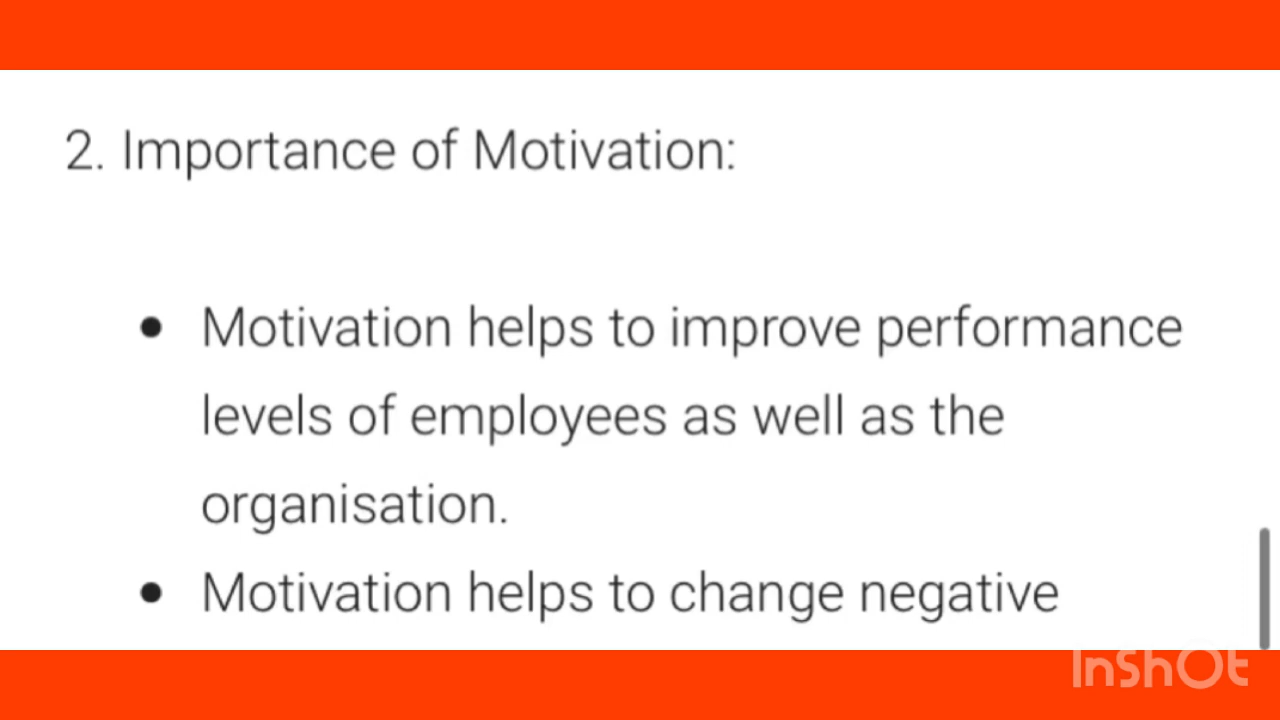 2. Importance of Motivation:
● Motivation helps to improve performance
levels of employees as well as the
organisation.
● Motivation helps to change negative
InShOt